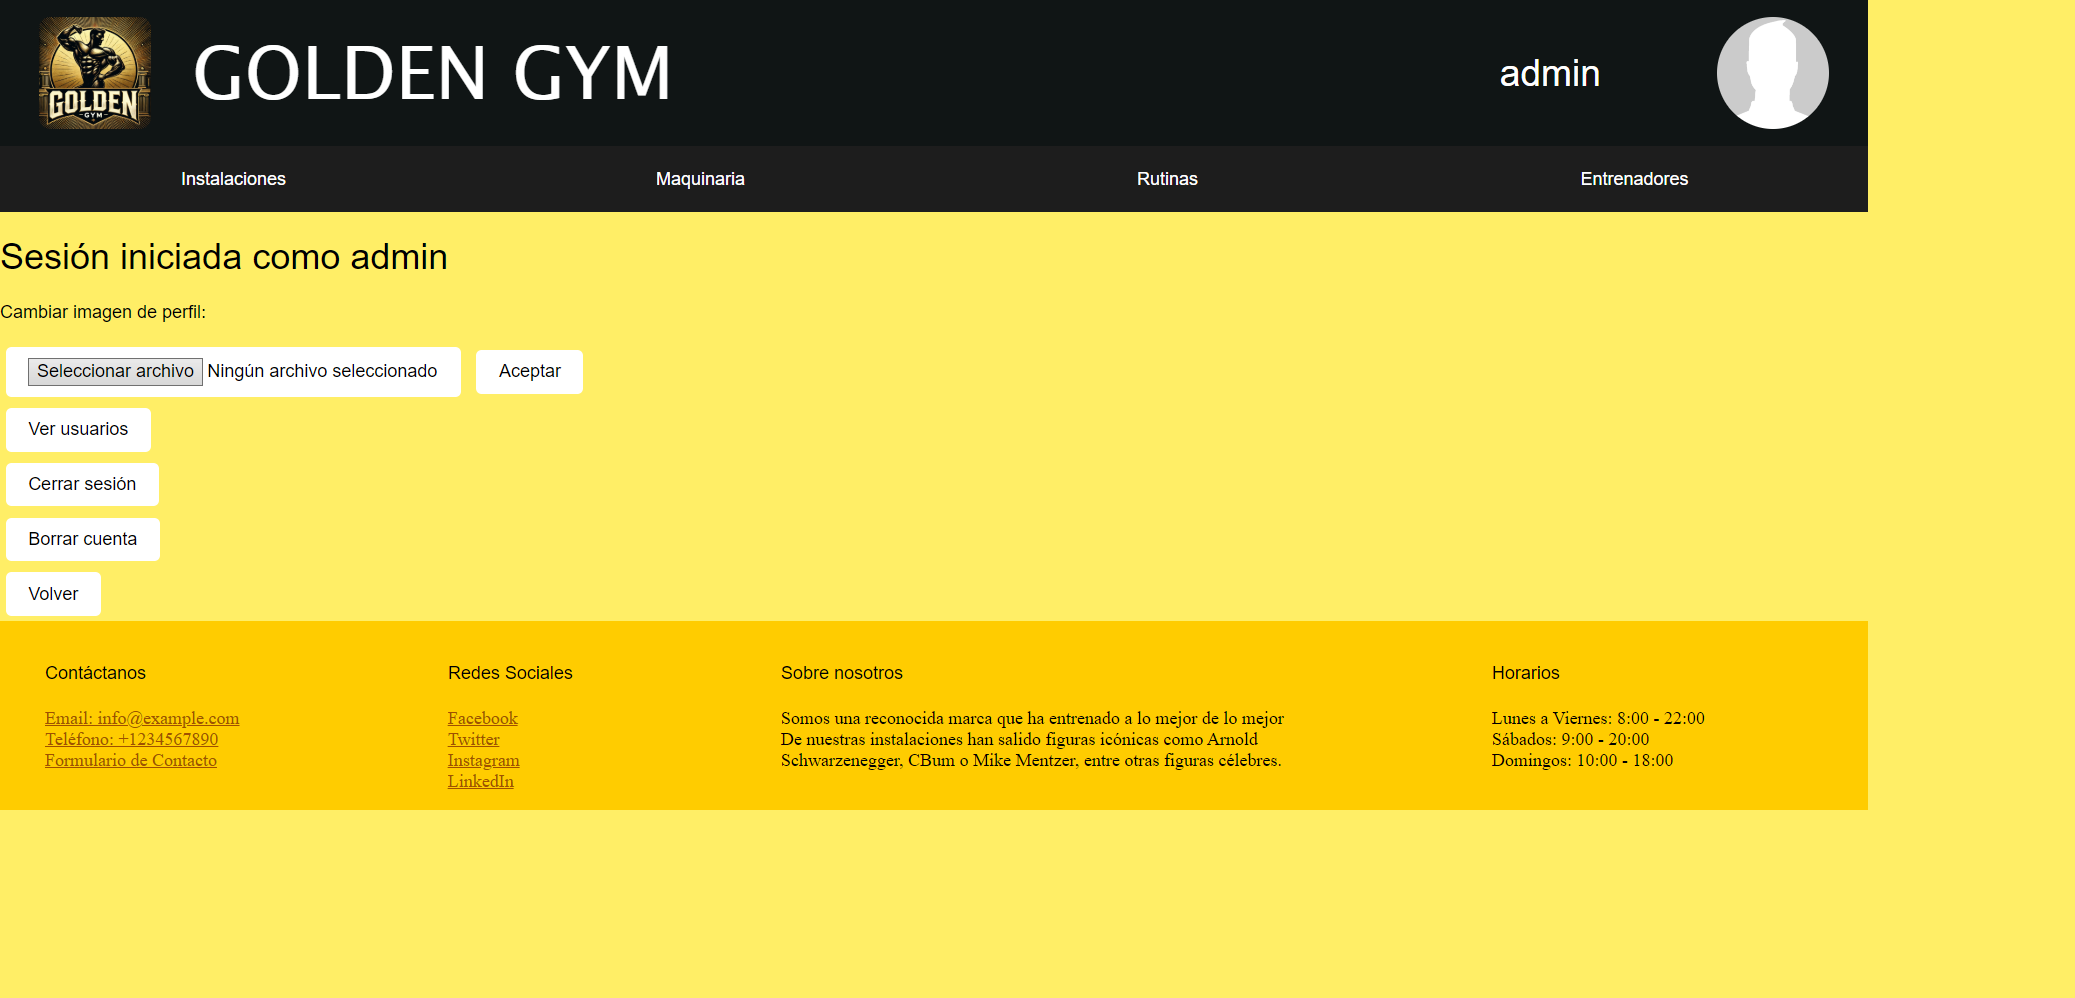 GOLDEN
GYM
GOLDEN GYM
admin
Instalaciones
Maquinaria
Rutinas
Entrenadores
Sesión iniciada como admin
Cambiar imagen de perfil:
Seleccionar archivo Ningún archivo seleccionado
Aceptar
Ver usuarios
Cerrar sesión
Borrar cuenta
Volver
Contáctanos
Email: info@example.com
Teléfono: +1234567890
Formulario de Contacto
Redes Sociales
Facebook
Twitter
Instagram
LinkedIn
Sobre nosotros
Somos una reconocida marca que ha entrenado a lo mejor de lo mejor
De nuestras instalaciones han salido figuras icónicas como Arnold
Schwarzenegger, CBum o Mike Mentzer, entre otras figuras célebres.
Horarios
Lunes a Viernes: 8:00 - 22:00
Sábados: 9:00 - 20:00
Domingos: 10:00 - 18:00